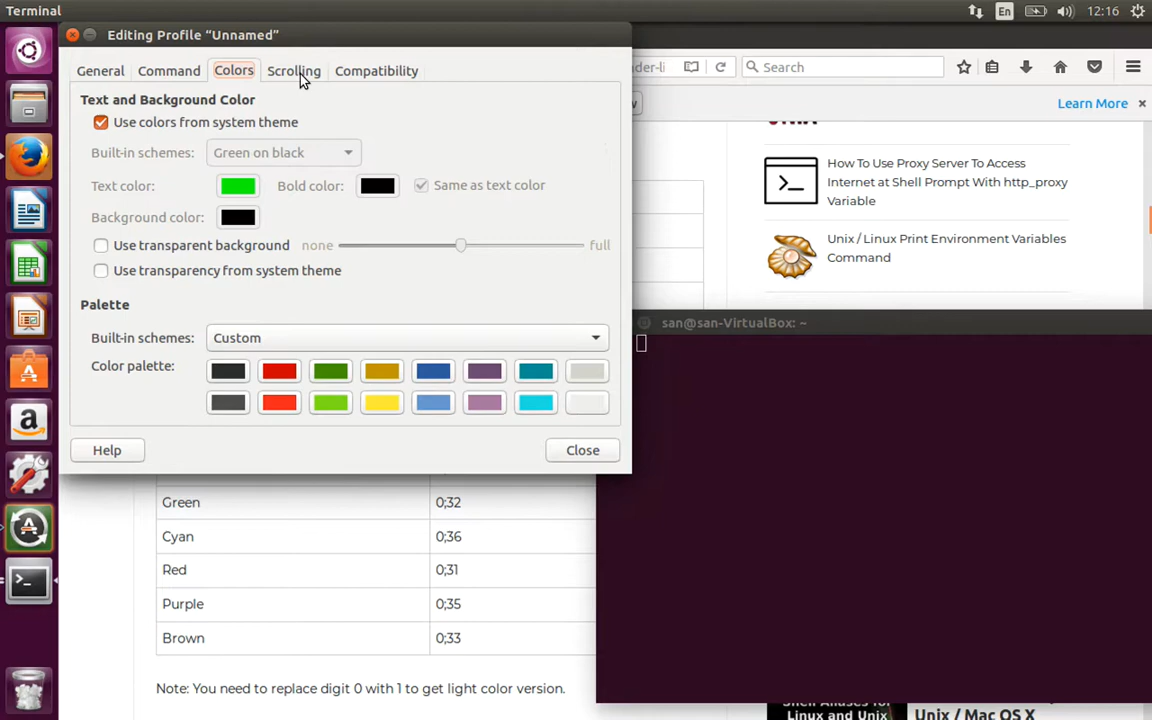 Terminal
En
12:16
Editing Profile “Unnamed”
General
Command
Colors
Scrolling
Compatibility
Text and Background Color
Use colors from system theme
Built-in schemes:
Green on black
Text color:
Bold color:
Same as text color
Background color:
Use transparent background
none
full
Use transparency from system theme
Palette
Built-in schemes:
Custom
Color palette:
Help
Close
Search
Learn More
How To Use Proxy Server To Access
Internet at Shell Prompt With http_proxy
Variable
Unix / Linux Print Environment Variables
Command
san@san-VirtualBox: ~
Green
0;32
Cyan
0;36
Red
0;31
Purple
0;35
Brown
0;33
Note: You need to replace digit 0 with 1 to get light color version.
Shell Aliases for
Linux and Unix
Unix / Mac OS X